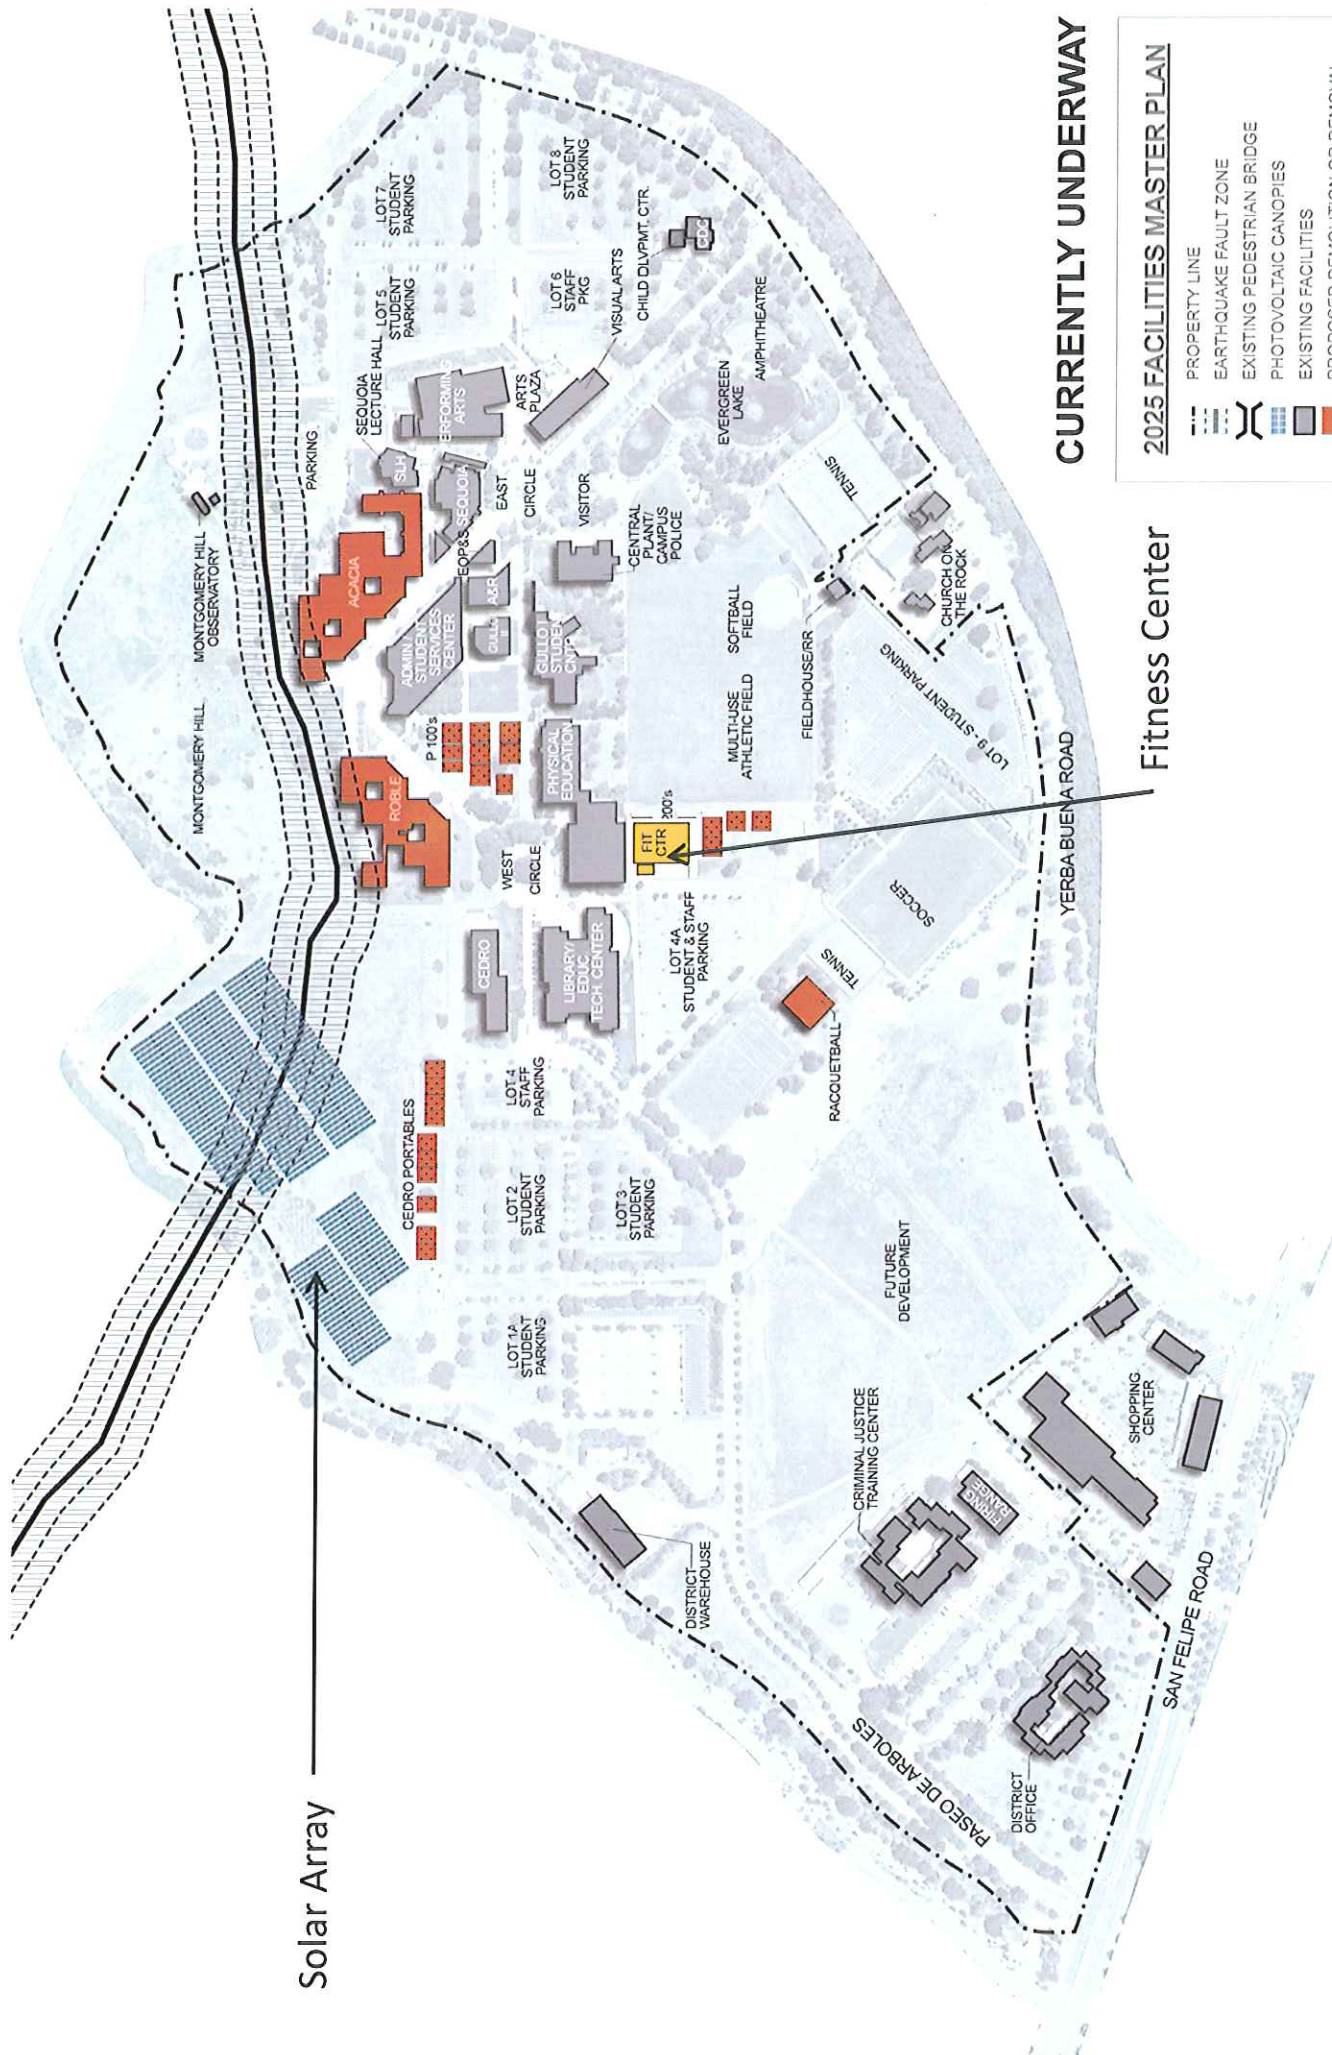 CURRENTLY UNDERWAY
2025 FACILITIES MASTER PLAN
PROPERTY LINE
EARTHQUAKE FAULT ZONE
EXISTING PEDESTRIAN BRIDGE
PHOTOVOLTAIC CANOPIES
EXISTING FACILITIES
Solar Array
Fitness Center
MONTGOMERY HILL
MONTGOMERY HILL
OBSERVATORY
PARKING
LOT 7
STUDENT
PARKING
LOT 5
STUDENT
PARKING
LOT 8
STUDENT
PARKING
LOT 6
STAFF
PKG
SEQUOIA
LECTURE HALL
SLH
ACACIA
ROBLE
SEQUOIA
EOP&S
A&R
ADMIN
STUDENT
SERVICES
CENTER
GULLO
II
GULLO I
STUDENT
CNTR
ARTS
ARTS
PLAZA
VISUAL ARTS
CHILD DLVPMT. CTR.
CDC
EAST
CIRCLE
VISITOR
CENTRAL
PLANT/
CAMPUS
POLICE
EVERGREEN
LAKE
AMPHITHEATRE
TENNIS
P 100's
PHYSICAL
EDUCATION
WEST
CIRCLE
FIT
CTR
200's
MULTI-USE
ATHLETIC FIELD
SOFTBALL
FIELD
FIELDHOUSE/RR
CHURCH ON
THE ROCK
LOT 9 - STUDENT PARKING
YERBA BUENA ROAD
SOCCER
TENNIS
RACQUETBALL
CEDRO
LIBRARY/
EDUC
TECH. CENTER
LOT 4A
STUDENT & STAFF
PARKING
CEDRO PORTABLES
LOT 4
STAFF
PARKING
LOT 2
STUDENT
PARKING
LOT 3
STUDENT
PARKING
LOT 1A
STUDENT
PARKING
FUTURE
DEVELOPMENT
DISTRICT
WAREHOUSE
CRIMINAL JUSTICE
TRAINING CENTER
FIRING
RANGE
SHOPPING
CENTER
DISTRICT
OFFICE
PASEO DE ARBOLES
SAN FELIPE ROAD